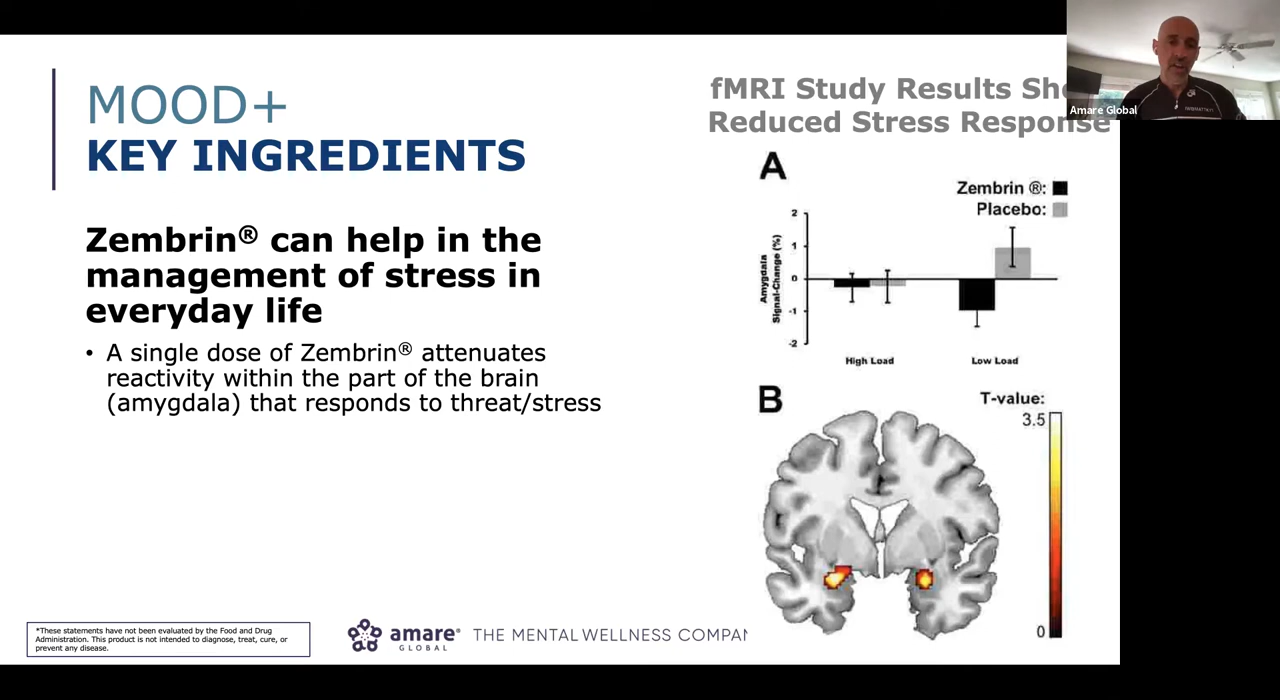 MOOD+
KEY INGREDIENTS
Zembrin® can help in the
management of stress in
everyday life
• A single dose of Zembrin® attenuates
reactivity within the part of the brain
(amygdala) that responds to threat/stress
fMRI Study Results Sh
Reduced Stress Response
Amare Global
A
Zembrin ®:
Placebo:
2
1
0
-1
-2
Amygdala
Signal-Change (%)
High Load
Low Load
B
T-value:
3.5
0
*These statements have not been evaluated by the Food and Drug
Administration. This product is not intended to diagnose, treat, cure, or
prevent any disease.
amare®
GLOBAL
THE MENTAL WELLNESS COMPAN